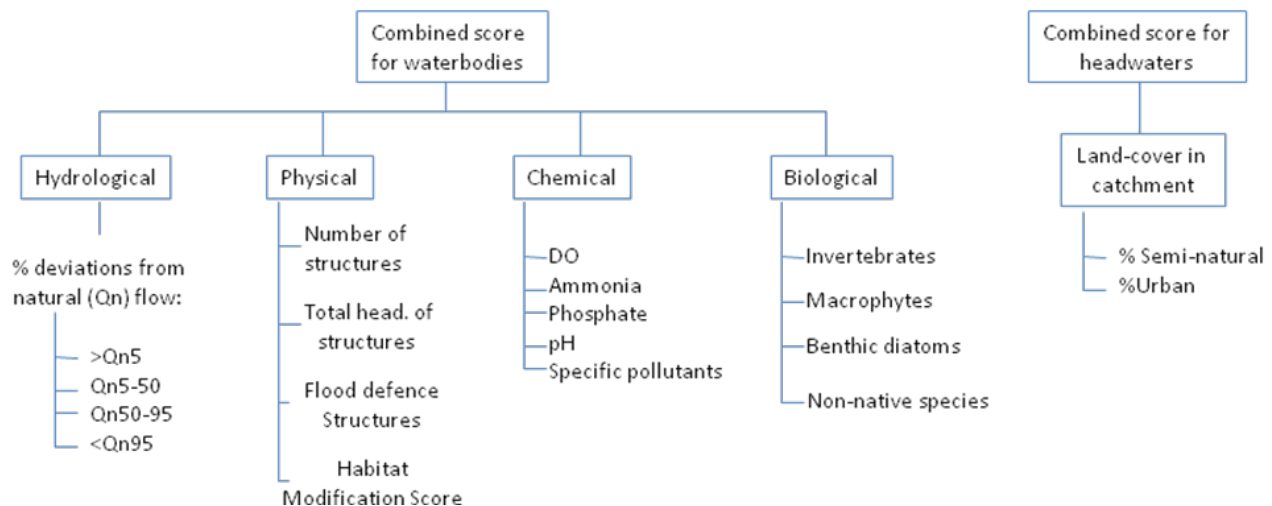 Combined score
for waterbodies
Combined score for
headwaters
Hydrological
Physical
Chemical
Biological
Land-cover in
catchment
% deviations from
natural (Qn) flow:
>Qn5
Qn5-50
Qn50-95
<Qn95
Number of
structures
Total head. of
structures
Flood defence
Structures
Habitat
Modification Score
DO
Ammonia
Phosphate
pH
Specific pollutants
Invertebrates
Macrophytes
Benthic diatoms
Non-native species
% Semi-natural
%Urban